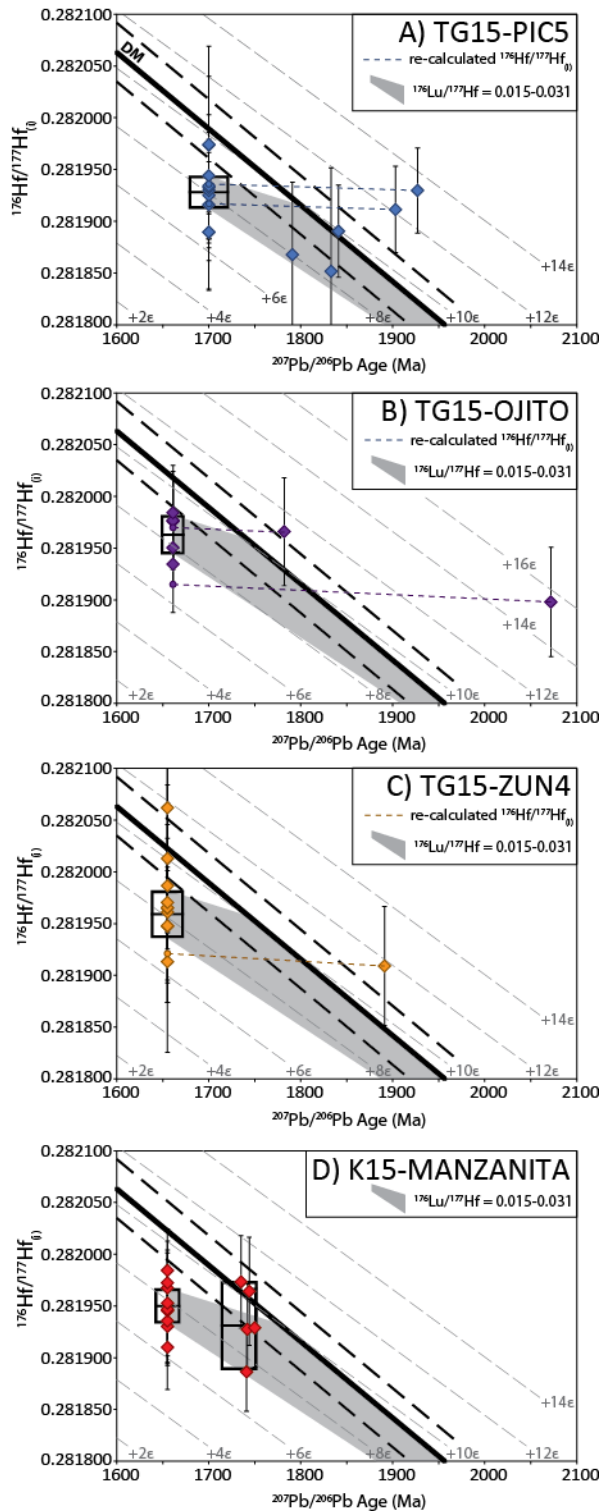 A) TG15-PIC5
re-calculated ¹⁷⁶Hf/¹⁷⁷Hf(i)
¹⁷⁶Lu/¹⁷⁷Hf = 0.015-0.031
DM
0.282100
0.282050
0.282000
0.281950
0.281900
0.281850
0.281800
¹⁷⁶Hf/¹⁷⁷Hf(i)
+14ε
+2ε +4ε +6ε +8ε +10ε +12ε
1600 1700 1800 1900 2000 2100
²⁰⁷Pb/²⁰⁶Pb Age (Ma)
B) TG15-OJITO
re-calculated ¹⁷⁶Hf/¹⁷⁷Hf(i)
¹⁷⁶Lu/¹⁷⁷Hf = 0.015-0.031
0.282100
0.282050
0.282000
0.281950
0.281900
0.281850
0.281800
¹⁷⁶Hf/¹⁷⁷Hf(i)
+16ε
+14ε
+2ε +4ε +6ε +8ε +10ε +12ε
1600 1700 1800 1900 2000 2100
²⁰⁷Pb/²⁰⁶Pb Age (Ma)
C) TG15-ZUN4
re-calculated ¹⁷⁶Hf/¹⁷⁷Hf(i)
¹⁷⁶Lu/¹⁷⁷Hf = 0.015-0.031
0.282100
0.282050
0.282000
0.281950
0.281900
0.281850
0.281800
¹⁷⁶Hf/¹⁷⁷Hf(i)
+14ε
+2ε +4ε +6ε +8ε +10ε +12ε
1600 1700 1800 1900 2000 2100
²⁰⁷Pb/²⁰⁶Pb Age (Ma)
D) K15-MANZANITA
¹⁷⁶Lu/¹⁷⁷Hf = 0.015-0.031
0.282100
0.282050
0.282000
0.281950
0.281900
0.281850
0.281800
¹⁷⁶Hf/¹⁷⁷Hf(i)
+14ε
+2ε +4ε +6ε +8ε +10ε +12ε
1600 1700 1800 1900 2000 2100
²⁰⁷Pb/²⁰⁶Pb Age (Ma)